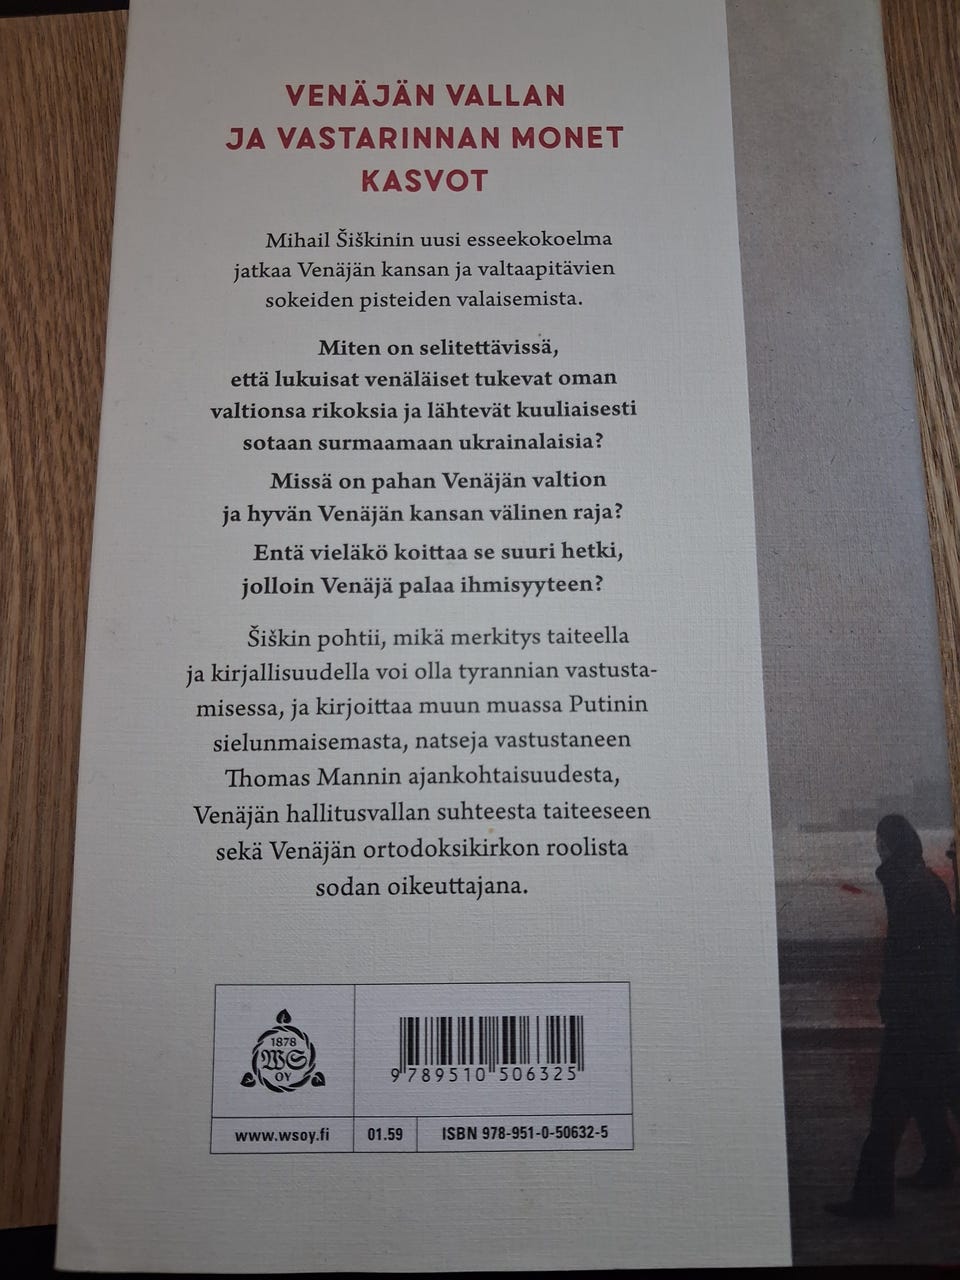 VENÄJÄN VALLAN
JA VASTARINNAN MONET
KASVOT
Mihail Šiškinin uusi esseekokoelma
jatkaa Venäjän kansan ja valtaapitävien
sokeiden pisteiden valaisemista.
Miten on selitettävissä,
että lukuisat venäläiset tukevat oman
valtionsa rikoksia ja lähtevät kuuliaisesti
sotaan surmaamaan ukrainalaisia?
Missä on pahan Venäjän valtion
ja hyvän Venäjän kansan välinen raja?
Entä vieläkö koittaa se suuri hetki,
jolloin Venäjä palaa ihmisyyteen?
Šiškin pohtii, mikä merkitys taiteella
ja kirjallisuudella voi olla tyrannian vastusta-
misessa, ja kirjoittaa muun muassa Putinin
sielunmaisemasta, natseja vastustaneen
Thomas Mannin ajankohtaisuudesta,
Venäjän hallitusvallan suhteesta taiteeseen
sekä Venäjän ortodoksikirkon roolista
sodan oikeuttajana.
1878
WS
OY
9 789510 506325
www.wsoy.fi
01.59
ISBN 978-951-0-50632-5